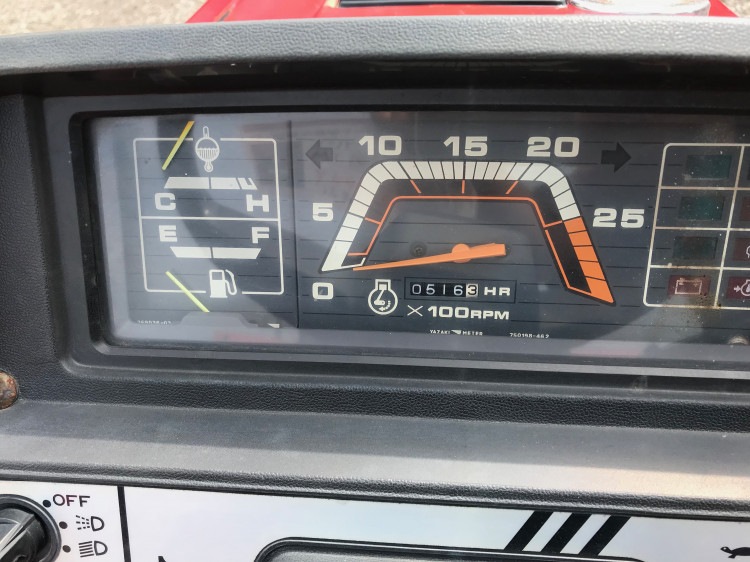 10 15 20
5 25
C H
E F
0 05163 HR
×100RPM
YAZAKI METER
OFF